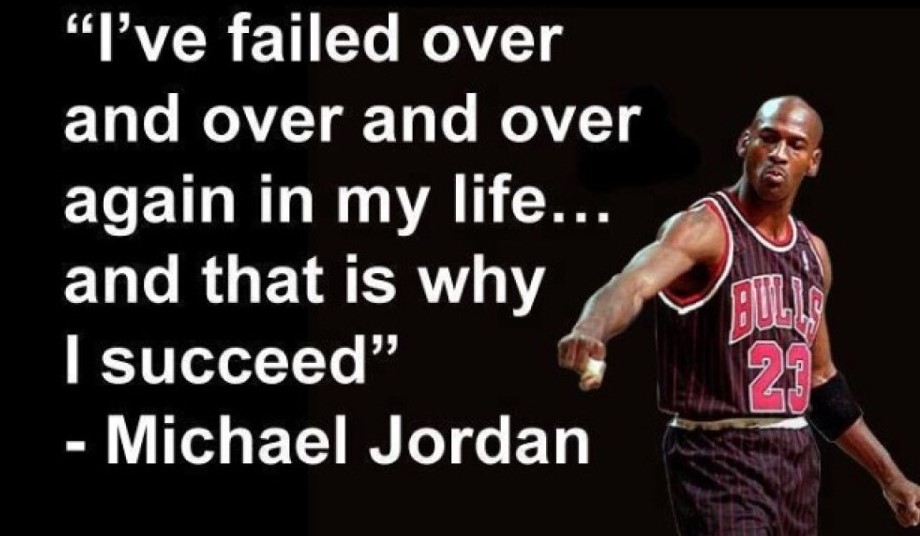 “I’ve failed over
and over and over
again in my life...
and that is why
I succeed”
- Michael Jordan
BULLS
23